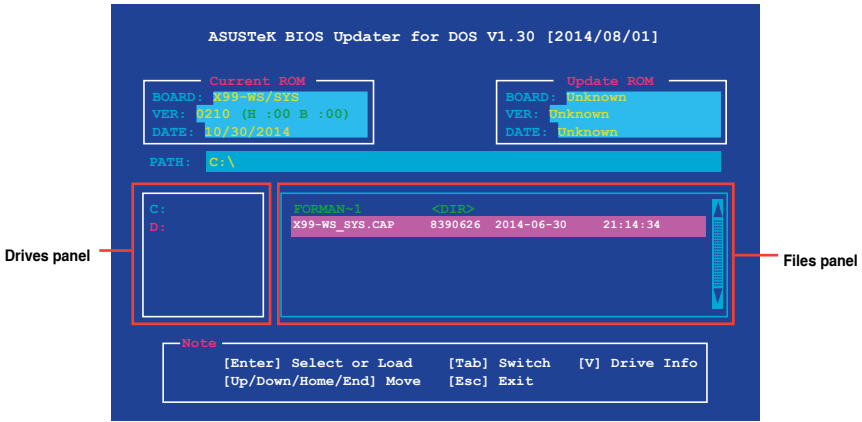 ASUSTeK BIOS Updater for DOS V1.30 [2014/08/01]
Current ROM
BOARD: X99-WS/SYS
VER: 0210 (H :00 B :00)
DATE: 10/30/2014
Update ROM
BOARD: Unknown
VER: Unknown
DATE: Unknown
PATH: C:\
Drives panel
C:
D:
FORMAN~1 <DIR>
X99-WS_SYS.CAP 8390626 2014-06-30 21:14:34
Files panel
Note
[Enter] Select or Load [Tab] Switch [V] Drive Info
[Up/Down/Home/End] Move [Esc] Exit